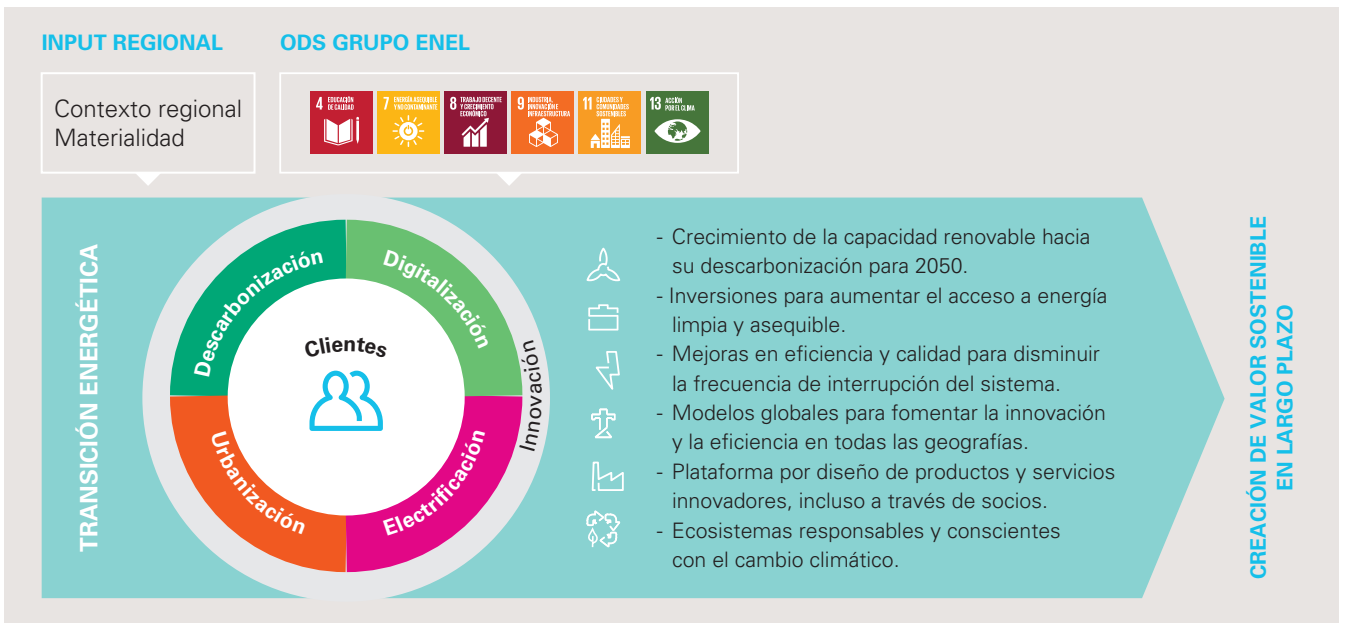 INPUT REGIONAL
ODS GRUPO ENEL
Contexto regional
Materialidad
4 EDUCACIÓN
DE CALIDAD
7 ENERGÍA ASEQUIBLE
Y NO CONTAMINANTE
8 TRABAJO DECENTE
Y CRECIMIENTO
ECONÓMICO
9 INDUSTRIA,
INNOVACIÓN E
INFRAESTRUCTURA
11 CIUDADES Y
COMUNIDADES
SOSTENIBLES
13 ACCIÓN
POR EL CLIMA
TRANSICIÓN ENERGÉTICA
Descarbonización
Digitalización
Clientes
Innovación
Urbanización
Electrificación
- Crecimiento de la capacidad renovable hacia
su descarbonización para 2050.
- Inversiones para aumentar el acceso a energía
limpia y asequible.
- Mejoras en eficiencia y calidad para disminuir
la frecuencia de interrupción del sistema.
- Modelos globales para fomentar la innovación
y la eficiencia en todas las geografías.
- Plataforma por diseño de productos y servicios
innovadores, incluso a través de socios.
- Ecosistemas responsables y conscientes
con el cambio climático.
CREACIÓN DE VALOR SOSTENIBLE
EN LARGO PLAZO